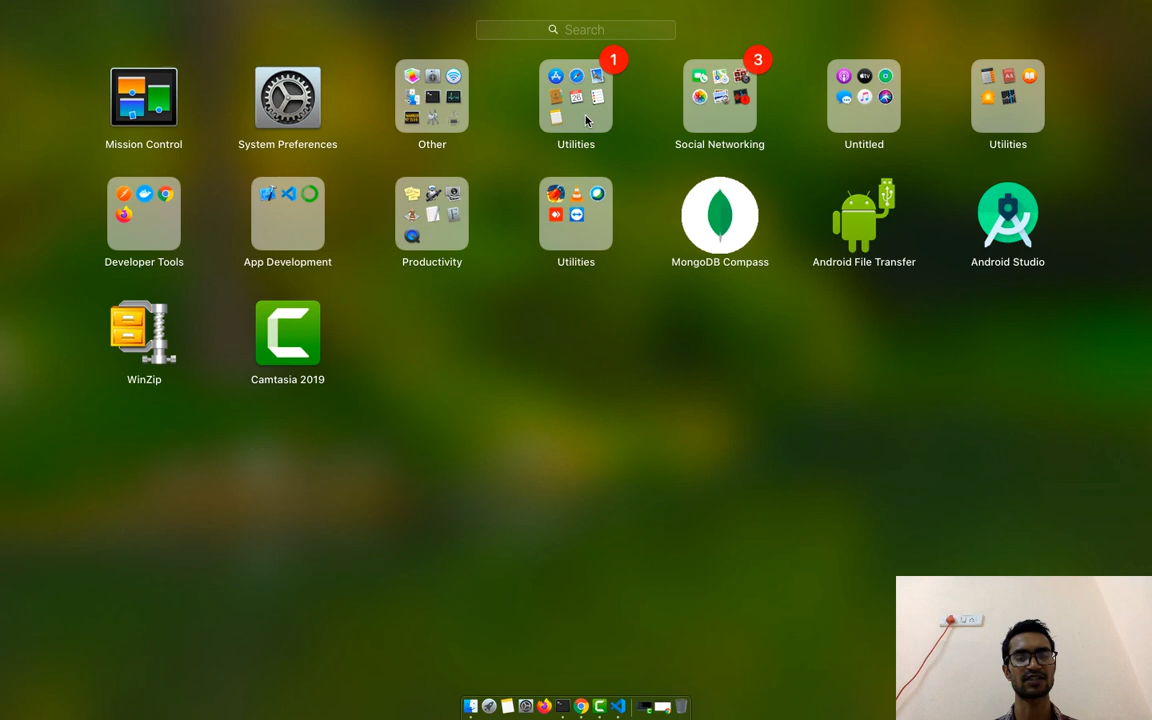 Search
1
3
Mission Control
System Preferences
Other
Utilities
Social Networking
Untitled
Utilities
Developer Tools
App Development
Productivity
Utilities
MongoDB Compass
Android File Transfer
Android Studio
WinZip
Camtasia 2019